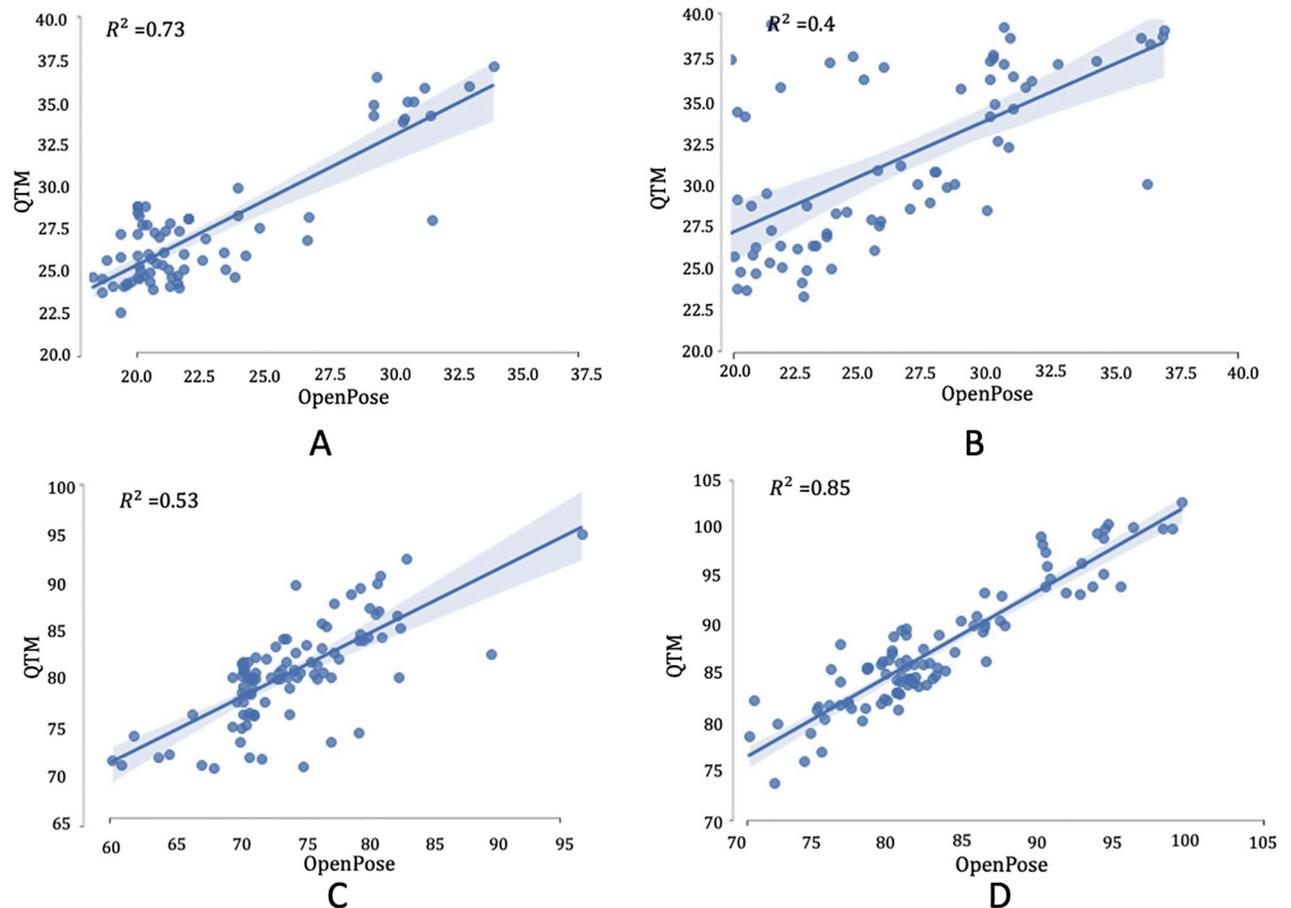 R² =0.73
40.0
37.5
35.0
32.5
30.0
27.5
25.0
22.5
20.0
QTM
20.0 22.5 25.0 27.5 30.0 32.5 35.0 37.5
OpenPose
A
R² =0.4
40.0
37.5
35.0
32.5
30.0
27.5
25.0
22.5
20.0
QTM
20.0 22.5 25.0 27.5 30.0 32.5 35.0 37.5 40.0
OpenPose
B
R² =0.53
100
95
90
85
80
75
70
65
QTM
60 65 70 75 80 85 90 95
OpenPose
C
R² =0.85
105
100
95
90
85
80
75
70
QTM
70 75 80 85 90 95 100 105
OpenPose
D